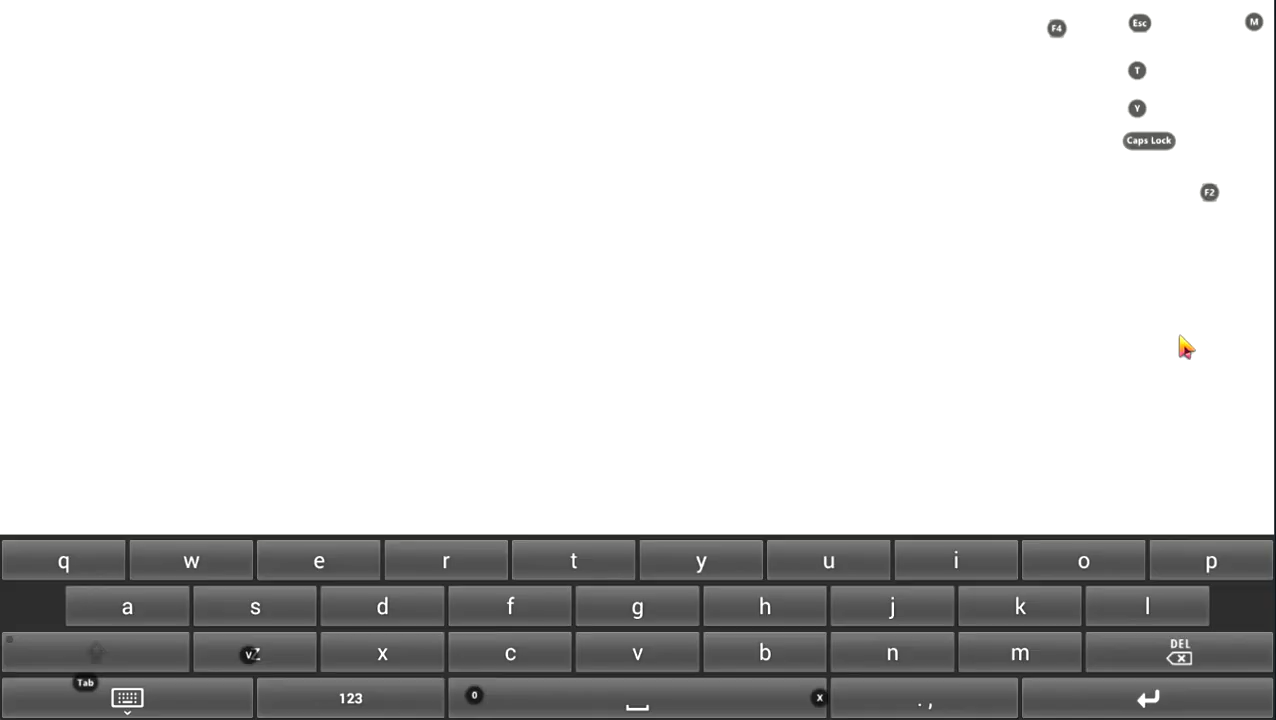 F4 Esc M
T
Y
Caps Lock
F2
q w e r t y u i o p
a s d f g h j k l
DEL
V z x c v b n m
Tab 123 0 X . ,